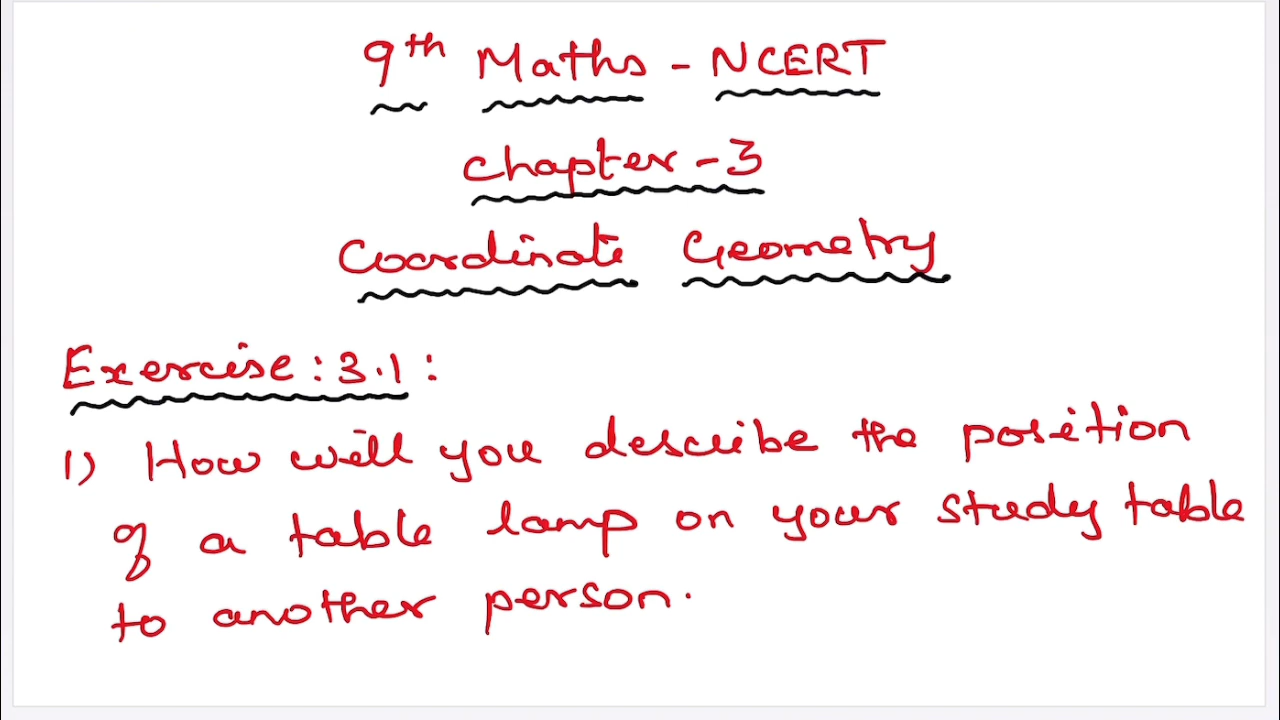 9th Maths - NCERT
Chapter - 3
Coordinate Geometry
Exercise : 3.1 :
1) How will you describe the position
of a table lamp on your study table
to another person.